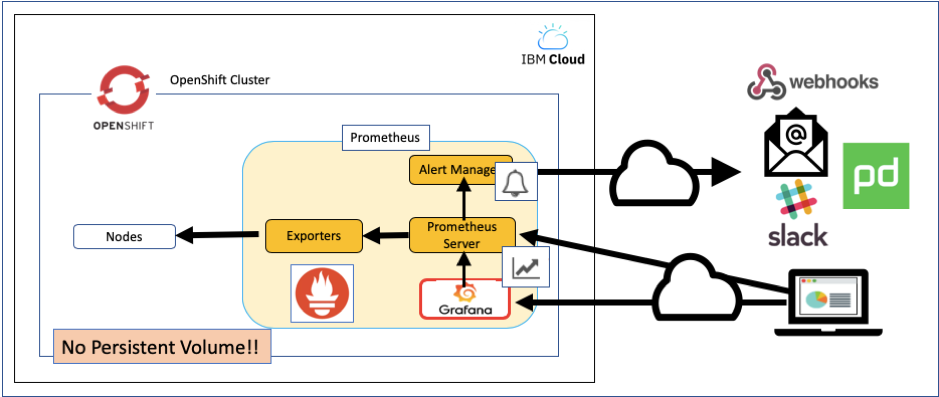 IBM Cloud
OpenShift Cluster
OPENSHIFT
webhooks
@
Prometheus
Alert Manage
pd
Nodes
Exporters
Prometheus
Server
slack
Grafana
No Persistent Volume!!